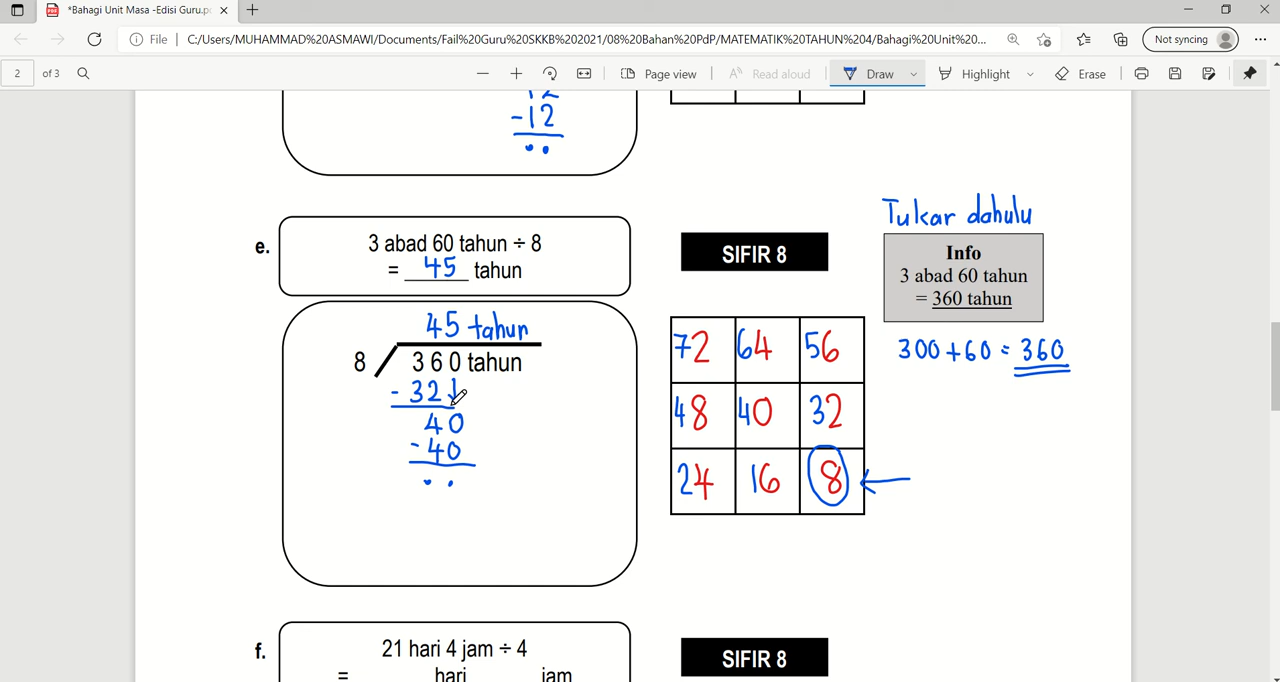 *Bahagi Unit Masa -Edisi Guru.p
File
C:/Users/MUHAMMAD%20ASMAWI/Documents/Fail%20Guru%20SKKB%202021/08%20Bahan%20PdP/MATEMATIK%20TAHUN%204/Bahagi%20Unit%20...
Not syncing
2 of 3
Page view
Read aloud
Draw
Highlight
Erase
12
-12
e.
3 abad 60 tahun ÷ 8
= 45 tahun
SIFIR 8
Tukar dahulu
Info
3 abad 60 tahun
= 360 tahun
300 + 60 = 360
45 tahun
8 360 tahun
- 32
40
- 40
72 64 56
48 40 32
24 16 8
f.
21 hari 4 jam ÷ 4
= hari jam
SIFIR 8